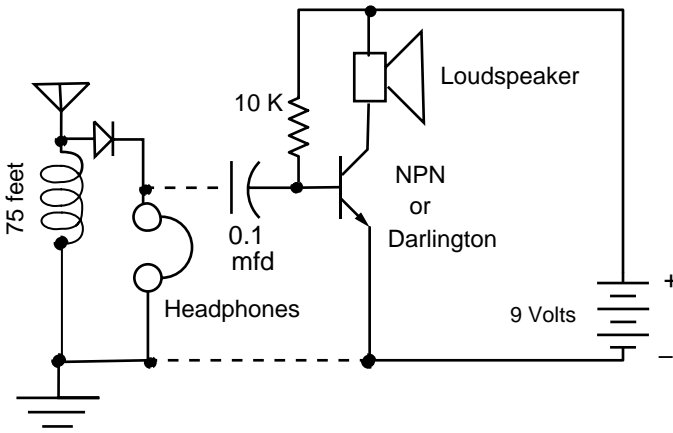 10 K
Loudspeaker
75 feet
NPN
or
Darlington
0.1
mfd
Headphones
9 Volts
+
–